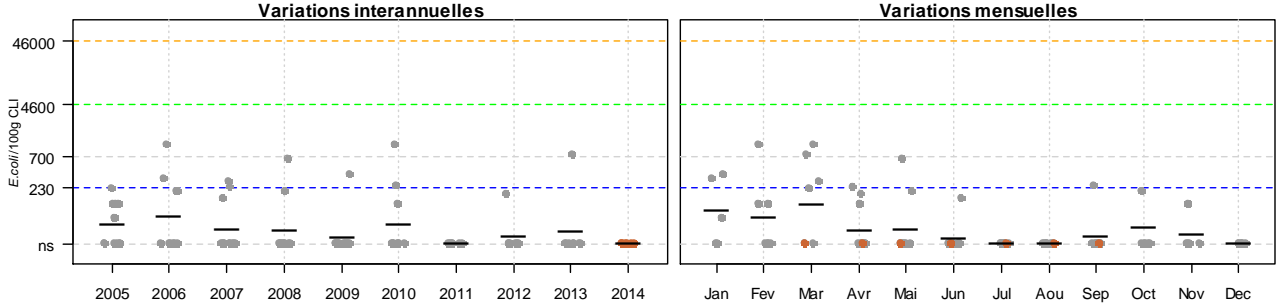 Variations interannuelles
Variations mensuelles
E.coli/100g CLI
46000
4600
700
230
ns
2005 2006 2007 2008 2009 2010 2011 2012 2013 2014
Jan Fev Mar Avr Mai Jun Jul Aou Sep Oct Nov Dec